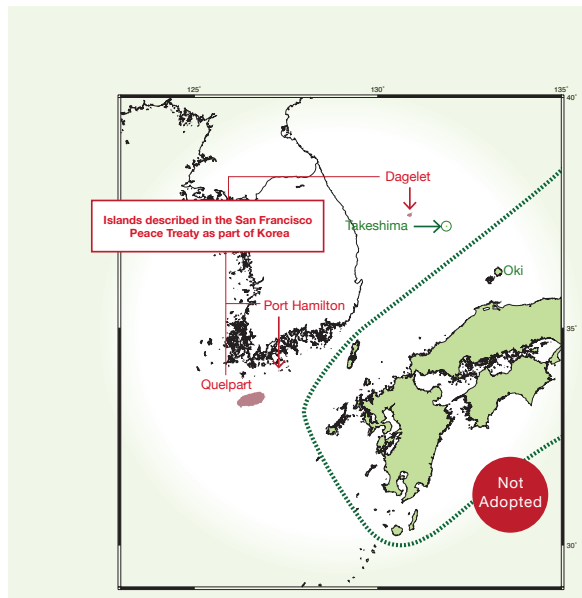 125°
130°
135°
40°
Dagelet
Islands described in the San Francisco
Peace Treaty as part of Korea
Takeshima
Oki
Port Hamilton
35°
Quelpart
Not
Adopted
30°